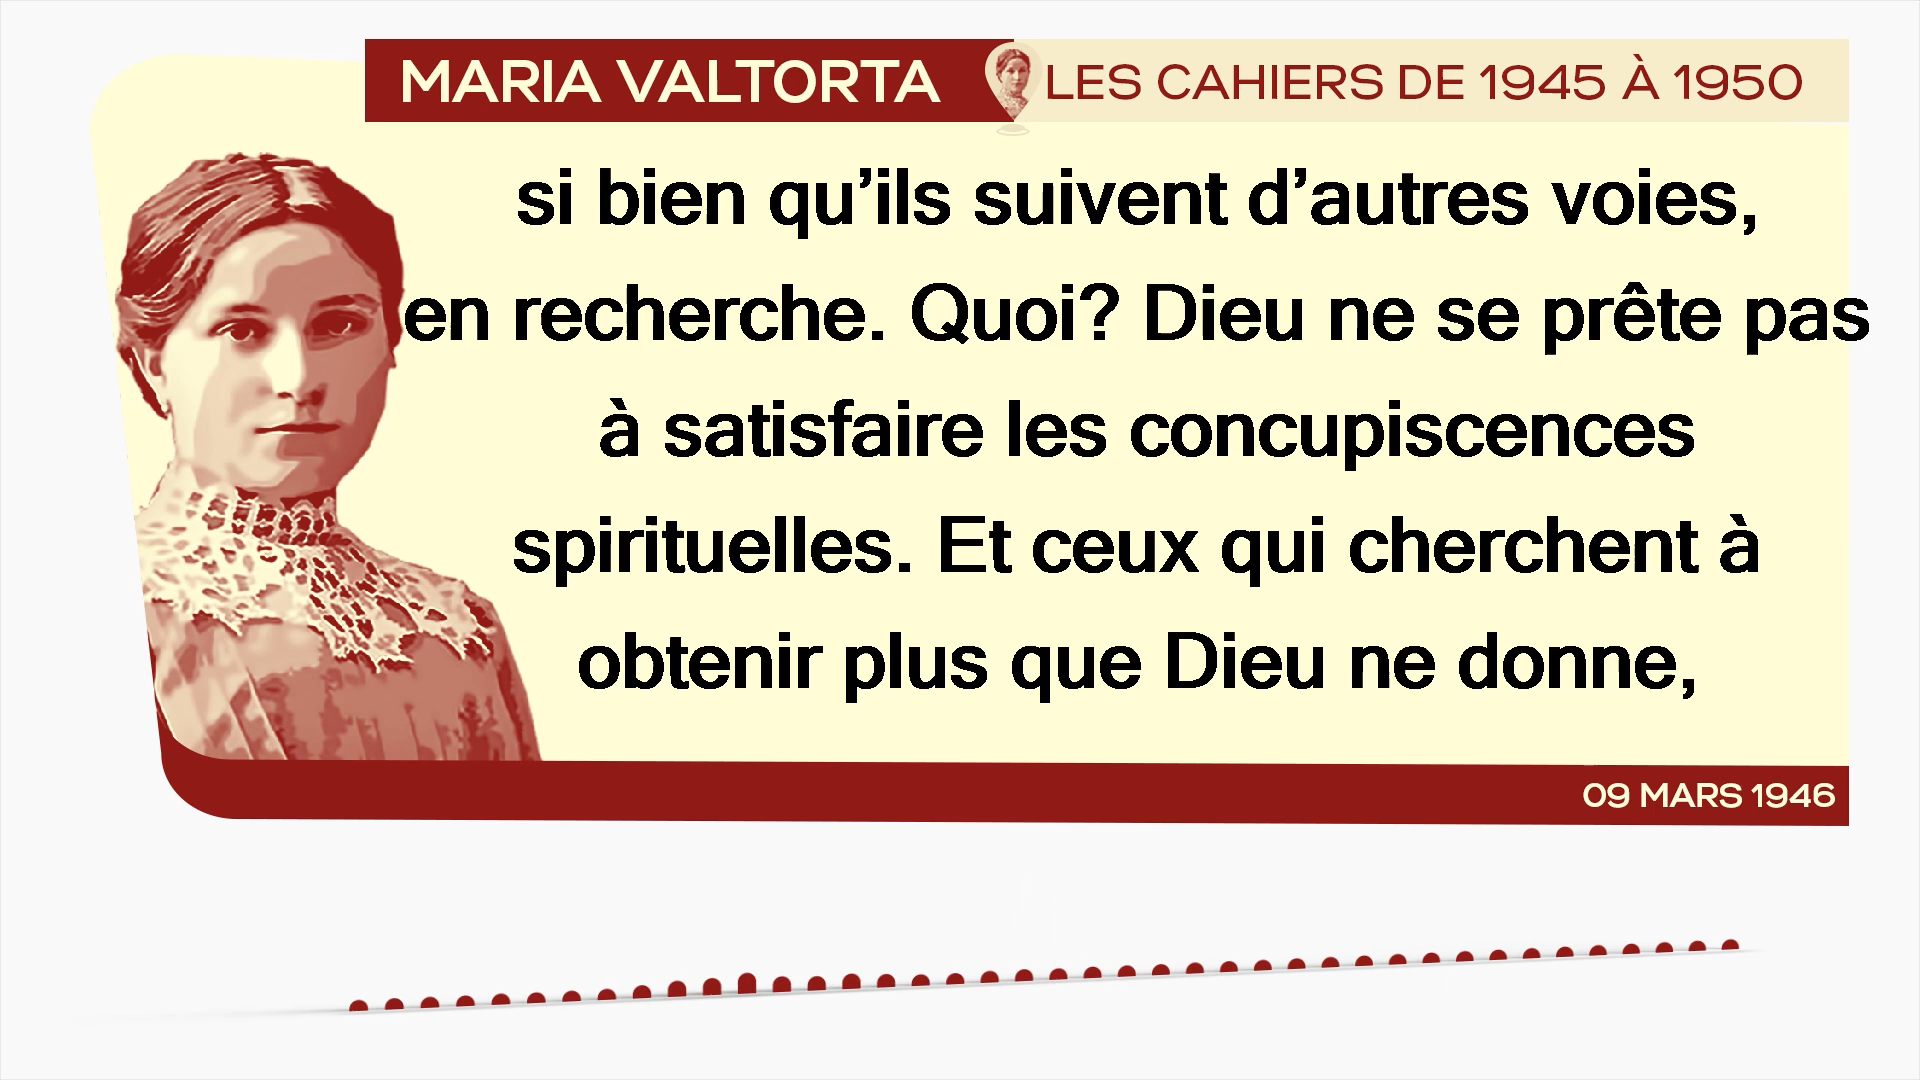 MARIA VALTORTA
LES CAHIERS DE 1945 À 1950
si bien qu’ils suivent d’autres voies,
en recherche. Quoi? Dieu ne se prête pas
à satisfaire les concupiscences
spirituelles. Et ceux qui cherchent à
obtenir plus que Dieu ne donne,
09 MARS 1946